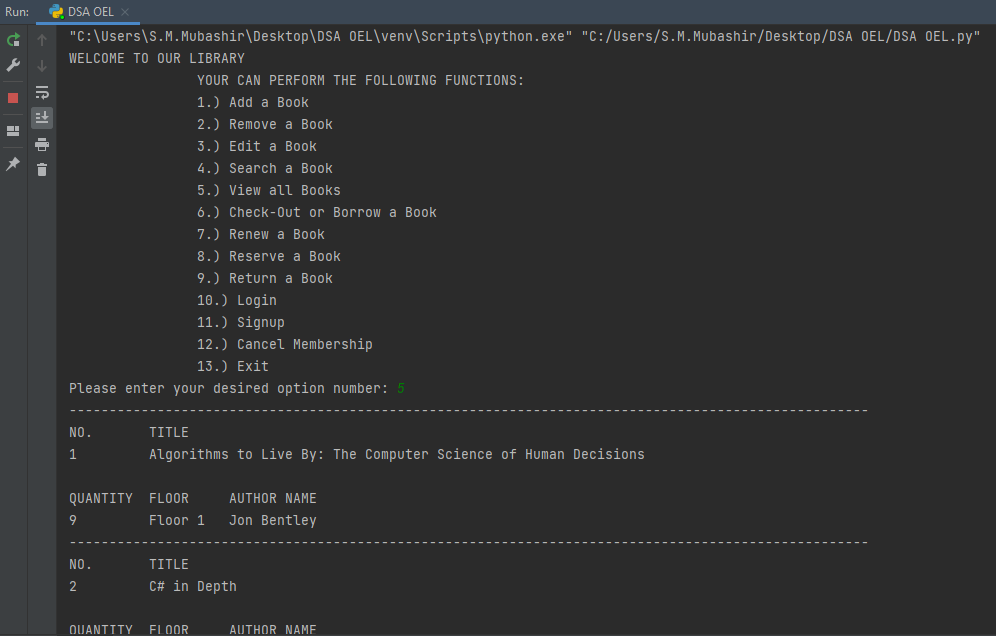 Run: DSA OEL
"C:\Users\S.M.Mubashir\Desktop\DSA OEL\venv\Scripts\python.exe" "C:/Users/S.M.Mubashir/Desktop/DSA OEL/DSA OEL.py"
WELCOME TO OUR LIBRARY
YOUR CAN PERFORM THE FOLLOWING FUNCTIONS:
1.) Add a Book
2.) Remove a Book
3.) Edit a Book
4.) Search a Book
5.) View all Books
6.) Check-Out or Borrow a Book
7.) Renew a Book
8.) Reserve a Book
9.) Return a Book
10.) Login
11.) Signup
12.) Cancel Membership
13.) Exit
Please enter your desired option number: 5
----------------------------------------------------------------------------------------------------
NO. TITLE
1 Algorithms to Live By: The Computer Science of Human Decisions
QUANTITY FLOOR AUTHOR NAME
9 Floor 1 Jon Bentley
----------------------------------------------------------------------------------------------------
NO. TITLE
2 C# in Depth
QUANTITY FLOOR AUTHOR NAME